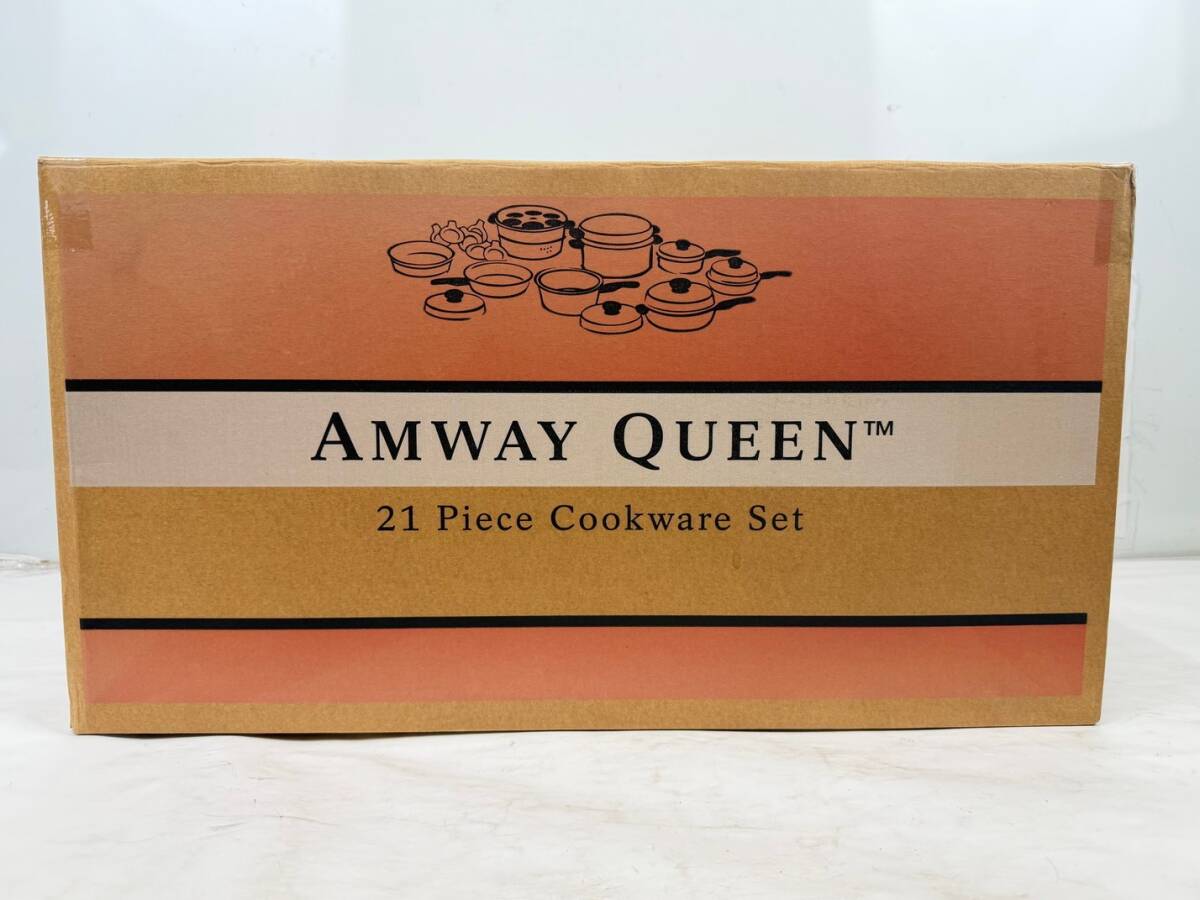 AMWAY QUEEN™
21 Piece Cookware Set